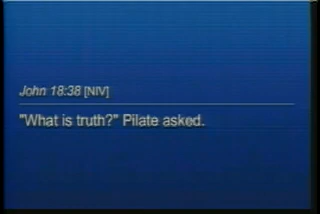 John 18:38 [NIV]
"What is truth?" Pilate asked.